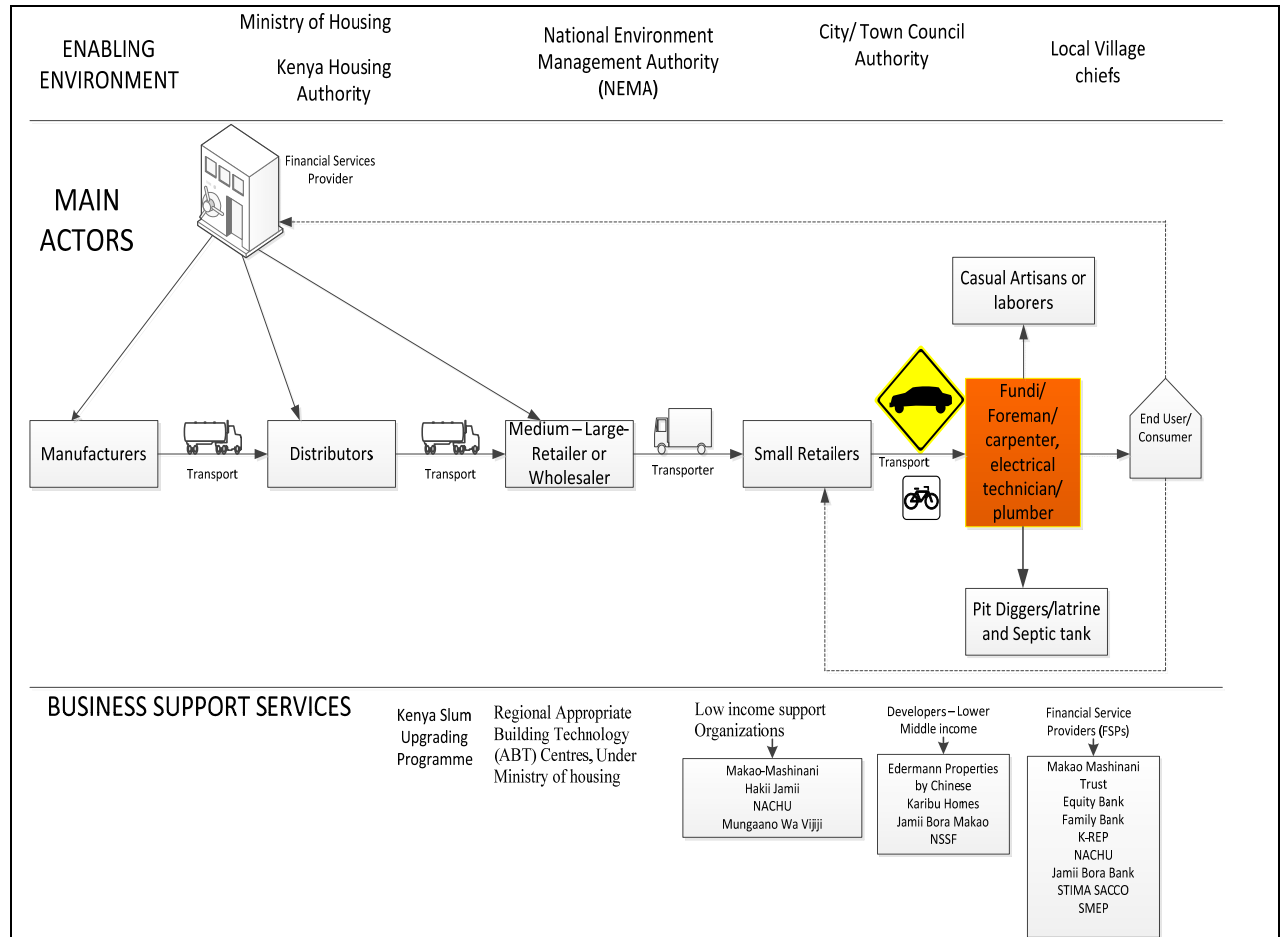 ENABLING
ENVIRONMENT
Ministry of Housing
Kenya Housing
Authority
National Environment
Management Authority
(NEMA)
City/ Town Council
Authority
Local Village
chiefs
MAIN
ACTORS
Financial Services
Provider
Casual Artisans or
laborers
Manufacturers
Transport
Distributors
Transport
Medium – Large-
Retailer or
Wholesaler
Transporter
Small Retailers
Transport
Fundi/
Foreman/
carpenter,
electrical
technician/
plumber
End User/
Consumer
Pit Diggers/latrine
and Septic tank
BUSINESS SUPPORT SERVICES
Kenya Slum
Upgrading
Programme
Regional Appropriate
Building Technology
(ABT) Centres, Under
Ministry of housing
Low income support
Organizations
Makao-Mashinani
Hakii Jamii
NACHU
Mungaano Wa Vijiji
Developers – Lower
Middle income
Edermann Properties
by Chinese
Karibu Homes
Jamii Bora Makao
NSSF
Financial Service
Providers (FSPs)
Makao Mashinani
Trust
Equity Bank
Family Bank
K-REP
NACHU
Jamii Bora Bank
STIMA SACCO
SMEP